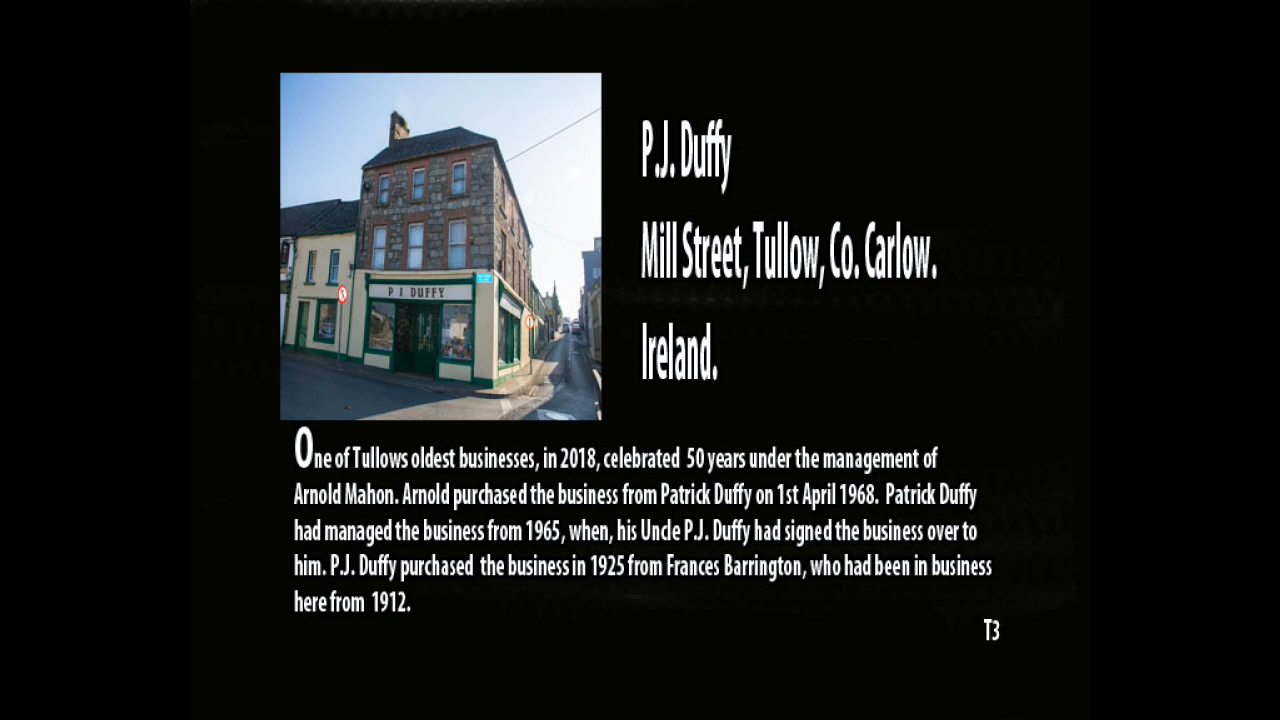 P J DUFFY
P.J. Duffy
Mill Street, Tullow, Co. Carlow.
Ireland.
One of Tullows oldest businesses, in 2018, celebrated 50 years under the management of
Arnold Mahon. Arnold purchased the business from Patrick Duffy on 1st April 1968. Patrick Duffy
had managed the business from 1965, when, his Uncle P.J. Duffy had signed the business over to
him. P.J. Duffy purchased the business in 1925 from Frances Barrington, who had been in business
here from 1912.
T3